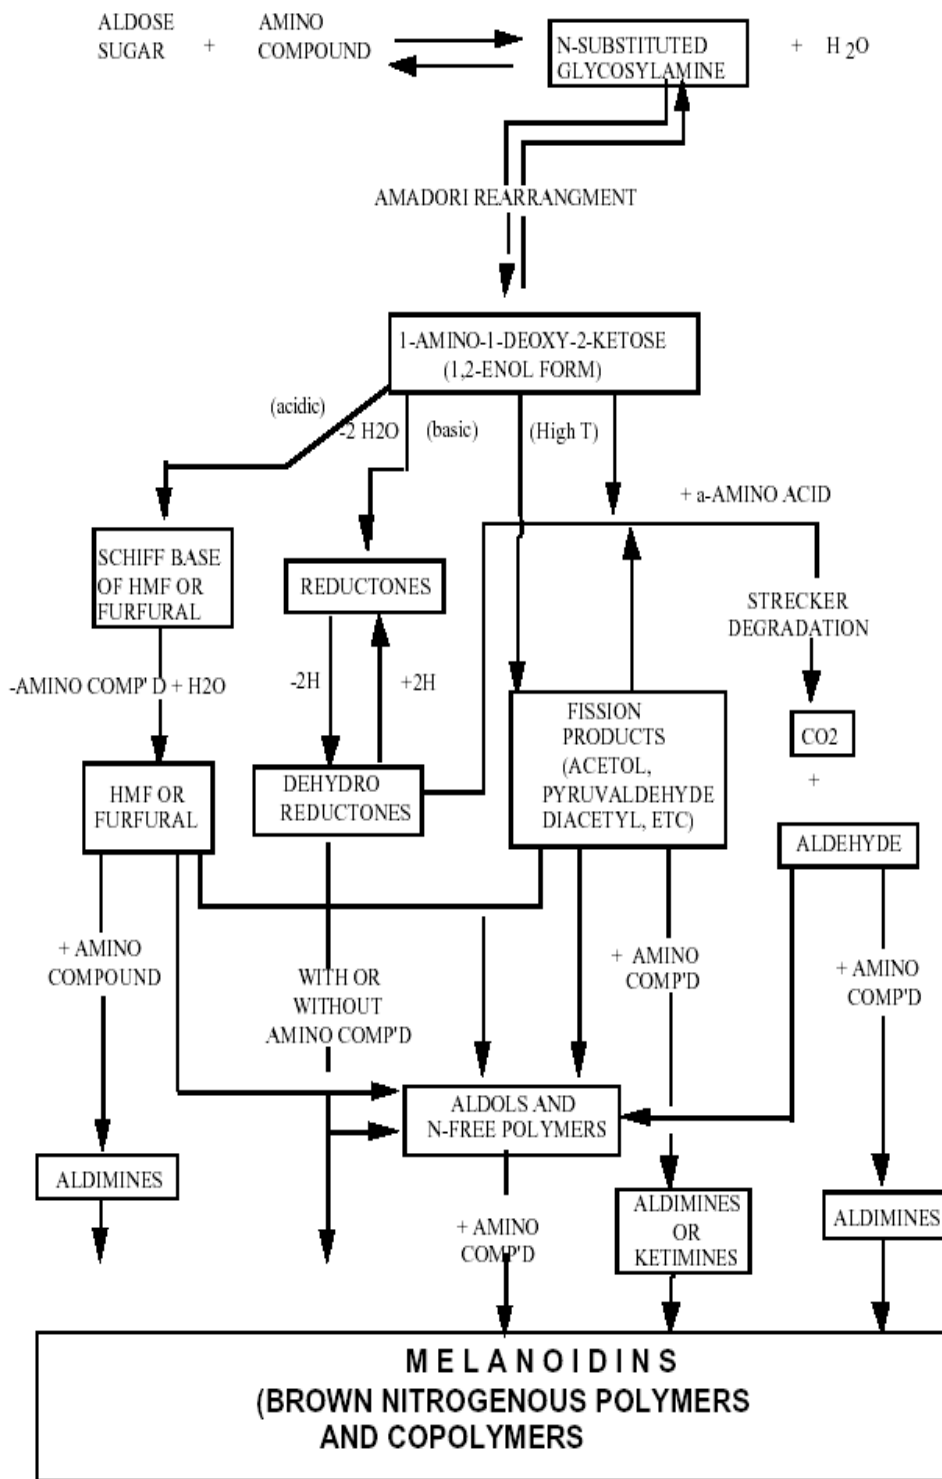 ALDOSE
SUGAR
+
AMINO
COMPOUND
N-SUBSTITUTED
GLYCOSYLAMINE
+ H2O
AMADORI REARRANGMENT
1-AMINO-1-DEOXY-2-KETOSE
(1,2-ENOL FORM)
(acidic)
-2 H2O
(basic)
(High T)
+ a-AMINO ACID
SCHIFF BASE
OF HMF OR
FURFURAL
REDUCTONES
STRECKER
DEGRADATION
-AMINO COMP' D + H2O
-2H
+2H
FISSION
PRODUCTS
(ACETOL,
PYRUVALDEHYDE
DIACETYL, ETC)
CO2
+
HMF OR
FURFURAL
DEHYDRO
REDUCTONES
ALDEHYDE
+ AMINO
COMPOUND
WITH OR
WITHOUT
AMINO COMP'D
+ AMINO
COMP'D
+ AMINO
COMP'D
ALDOLS AND
N-FREE POLYMERS
ALDIMINES
+ AMINO
COMP'D
ALDIMINES
OR
KETIMINES
ALDIMINES
MELANOIDINS
(BROWN NITROGENOUS POLYMERS
AND COPOLYMERS